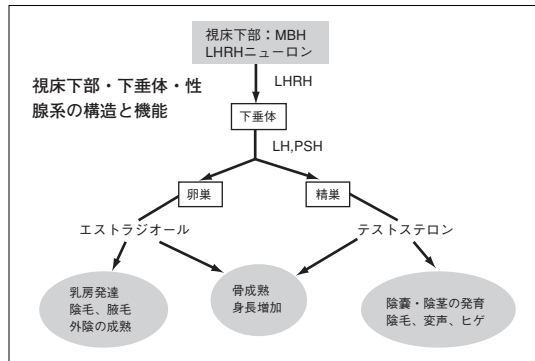 視床下部：MBH
LHRHニューロン
視床下部・下垂体・性
腺系の構造と機能
LHRH
下垂体
LH,PSH
卵巣
精巣
エストラジオール
テストステロン
乳房発達
陰毛、腋毛
外陰の成熟
骨成熟
身長増加
陰嚢・陰茎の発育
陰毛、変声、ヒゲ